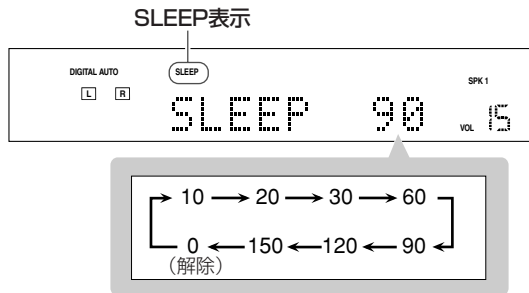 SLEEP表示
DIGITAL AUTO SLEEP SPK 1
L R
SLEEP 90 VOL 15
10 → 20 → 30 → 60
0 ← 150 ← 120 ← 90
(解除)